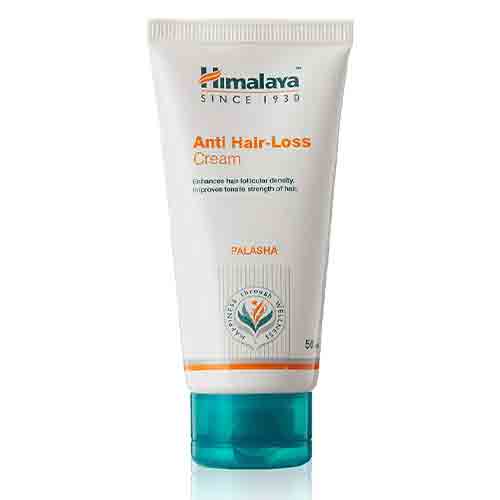 Himalaya™
SINCE 1930
Anti Hair-Loss
Cream
Enhances hair follicular density.
Improves tensile strength of hair.
PALASHA
HAPPINESS through WELLNESS